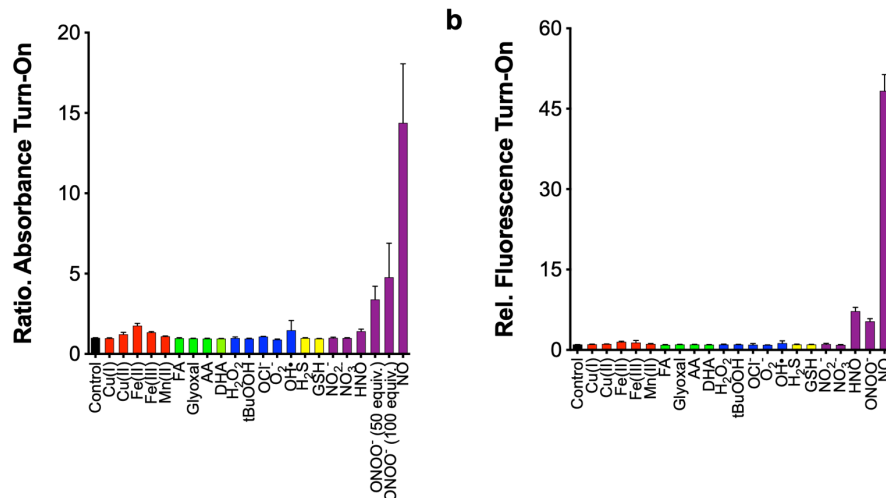 Ratio. Absorbance Turn-On
20
15
10
5
0
Control
Cu(I)
Cu(II)
Fe(II)
Fe(III)
Mn(II)
FA
Glyoxal
AA
DHA
H₂O₂
tBuOOH
OCl⁻
O₂⁻
OH•
H₂S
GSH
NO₂⁻
NO₃⁻
HNO
ONOO⁻ (50 equiv.)
ONOO⁻ (100 equiv.)
NO
b
Rel. Fluorescence Turn-On
60
45
30
15
0
Control
Cu(I)
Cu(II)
Fe(II)
Fe(III)
Mn(II)
FA
Glyoxal
AA
DHA
H₂O₂
tBuOOH
OCl⁻
O₂⁻
OH•
H₂S
GSH
NO₂⁻
NO₃⁻
HNO
ONOO⁻
NO